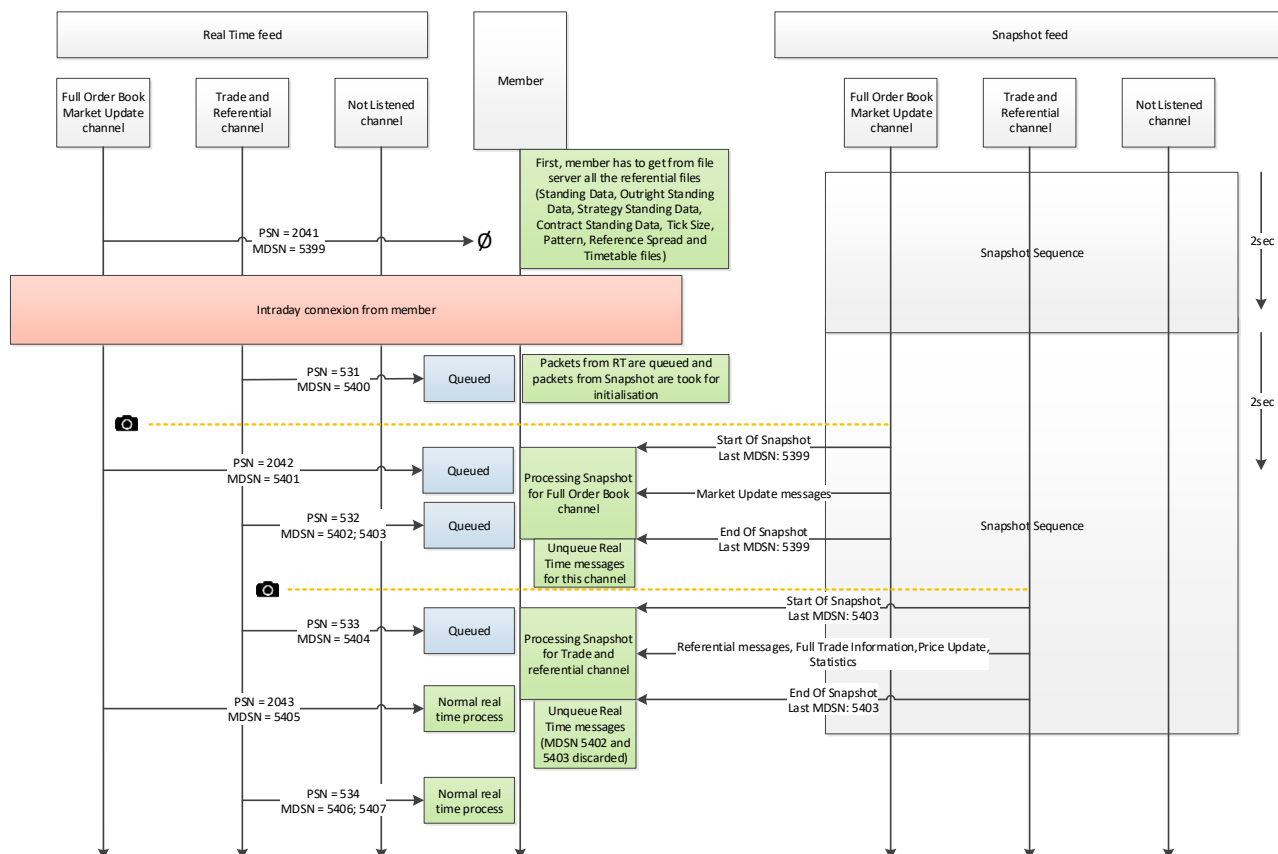 Real Time feed
Member
Snapshot feed
Full Order Book
Market Update
channel
Trade and
Referential
channel
Not Listened
channel
Full Order Book
Market Update
channel
Trade and
Referential
channel
Not Listened
channel
First, member has to get from file
server all the referential files
(Standing Data, Outright Standing
Data, Strategy Standing Data,
Contract Standing Data, Tick Size,
Pattern, Reference Spread and
Timetable files)
PSN = 2041
MDSN = 5399
Ø
Snapshot Sequence
2sec
Intraday connexion from member
PSN = 531
MDSN = 5400
Queued
Packets from RT are queued and
packets from Snapshot are took for
initialisation
2sec
Start Of Snapshot
Last MDSN: 5399
PSN = 2042
MDSN = 5401
Queued
Processing Snapshot
for Full Order Book
channel
Market Update messages
PSN = 532
MDSN = 5402; 5403
Queued
End Of Snapshot
Last MDSN: 5399
Snapshot Sequence
Unqueue Real
Time messages
for this channel
Start Of Snapshot
Last MDSN: 5403
PSN = 533
MDSN = 5404
Queued
Processing Snapshot
for Trade and
referential channel
Referential messages, Full Trade Information,Price Update,
Statistics
End Of Snapshot
Last MDSN: 5403
PSN = 2043
MDSN = 5405
Normal real
time process
Unqueue Real
Time messages
(MDSN 5402 and
5403 discarded)
PSN = 534
MDSN = 5406; 5407
Normal real
time process